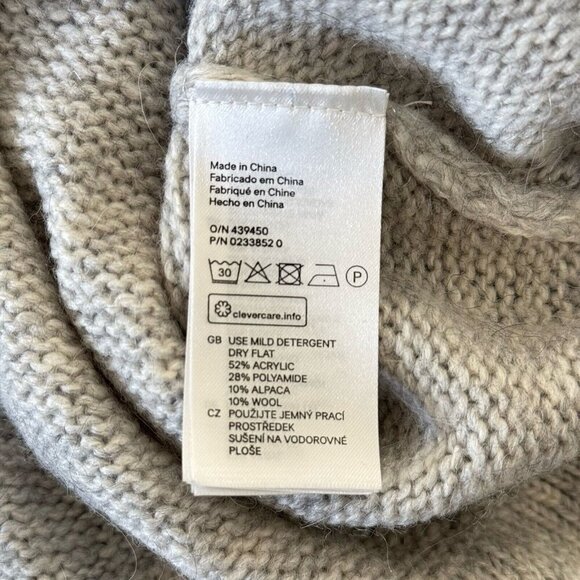 Made in China
Fabricado em China
Fabriqué en Chine
Hecho en China
O/N 439450
P/N 0233852 0
30 P
clevercare.info
GB USE MILD DETERGENT
DRY FLAT
52% ACRYLIC
28% POLYAMIDE
10% ALPACA
10% WOOL
CZ POUŽIJTE JEMNÝ PRACÍ
PROSTŘEDEK
SUŠENÍ NA VODOROVNÉ
PLOŠE